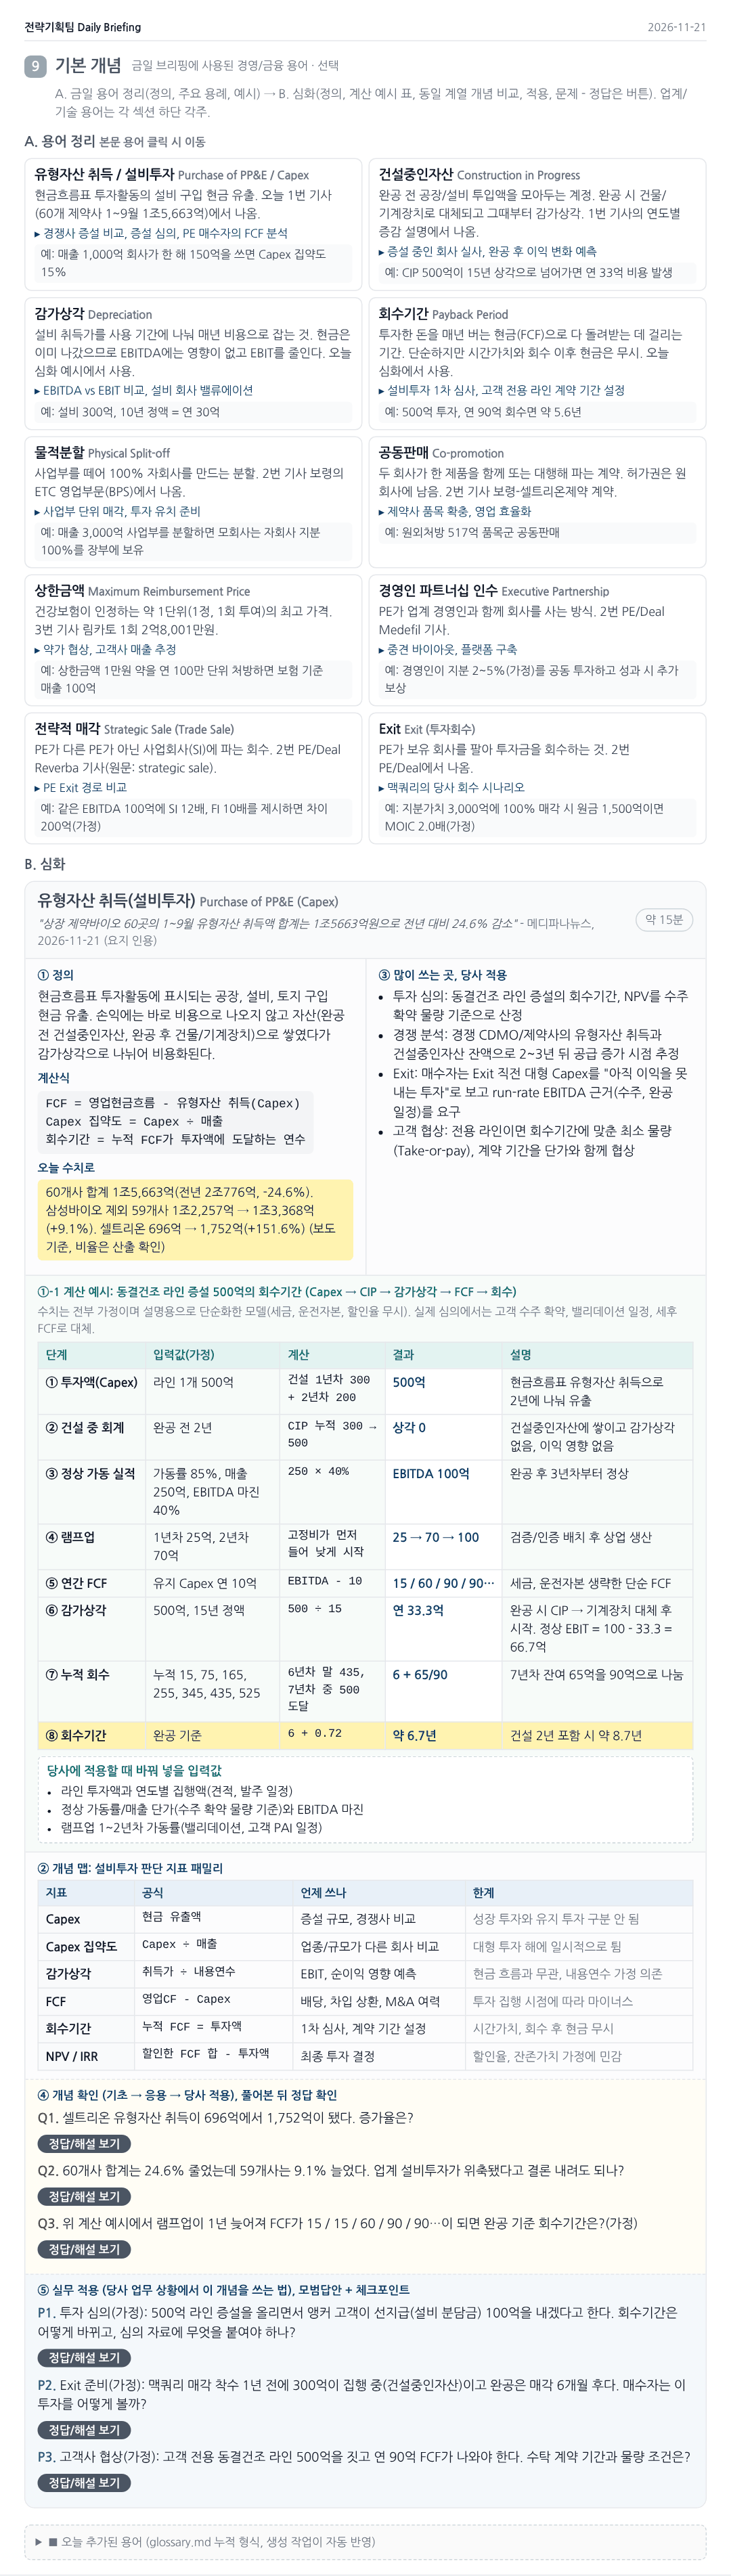 전략기획팀 Daily Briefing
2026-11-21
9 기본 개념 금일 브리핑에 사용된 경영/금융 용어 · 선택
A. 금일 용어 정리(정의, 주요 용례, 예시) → B. 심화(정의, 계산 예시 표, 동일 계열 개념 비교, 적용, 문제 - 정답은 버튼). 업계/
기술 용어는 각 섹션 하단 각주.
A. 용어 정리 본문 용어 클릭 시 이동
유형자산 취득 / 설비투자 Purchase of PP&E / Capex
현금흐름표 투자활동의 설비 구입 현금 유출. 오늘 1번 기사
(60개 제약사 1~9월 1조5,663억)에서 나옴.
▸ 경쟁사 증설 비교, 증설 심의, PE 매수자의 FCF 분석
예: 매출 1,000억 회사가 한 해 150억을 쓰면 Capex 집약도
15%
건설중인자산 Construction in Progress
완공 전 공장/설비 투입액을 모아두는 계정. 완공 시 건물/
기계장치로 대체되고 그때부터 감가상각. 1번 기사의 연도별
증감 설명에서 나옴.
▸ 증설 중인 회사 실사, 완공 후 이익 변화 예측
예: CIP 500억이 15년 상각으로 넘어가면 연 33억 비용 발생
감가상각 Depreciation
설비 취득가를 사용 기간에 나눠 매년 비용으로 잡는 것. 현금은
이미 나갔으므로 EBITDA에는 영향이 없고 EBIT를 줄인다. 오늘
심화 예시에서 사용.
▸ EBITDA vs EBIT 비교, 설비 회사 밸류에이션
예: 설비 300억, 10년 정액 = 연 30억
회수기간 Payback Period
투자한 돈을 매년 버는 현금(FCF)으로 다 돌려받는 데 걸리는
기간. 단순하지만 시간가치와 회수 이후 현금은 무시. 오늘
심화에서 사용.
▸ 설비투자 1차 심사, 고객 전용 라인 계약 기간 설정
예: 500억 투자, 연 90억 회수면 약 5.6년
물적분할 Physical Split-off
사업부를 떼어 100% 자회사를 만드는 분할. 2번 기사 보령의
ETC 영업부문(BPS)에서 나옴.
▸ 사업부 단위 매각, 투자 유치 준비
예: 매출 3,000억 사업부를 분할하면 모회사는 자회사 지분
100%를 장부에 보유
공동판매 Co-promotion
두 회사가 한 제품을 함께 또는 대행해 파는 계약. 허가권은 원
회사에 남음. 2번 기사 보령-셀트리온제약 계약.
▸ 제약사 품목 확충, 영업 효율화
예: 원외처방 517억 품목군 공동판매
상한금액 Maximum Reimbursement Price
건강보험이 인정하는 약 1단위(1정, 1회 투여)의 최고 가격.
3번 기사 림카토 1회 2억8,001만원.
▸ 약가 협상, 고객사 매출 추정
예: 상한금액 1만원 약을 연 100만 단위 처방하면 보험 기준
매출 100억
경영인 파트너십 인수 Executive Partnership
PE가 업계 경영인과 함께 회사를 사는 방식. 2번 PE/Deal
Medefil 기사.
▸ 중견 바이아웃, 플랫폼 구축
예: 경영인이 지분 2~5%(가정)를 공동 투자하고 성과 시 추가
보상
전략적 매각 Strategic Sale (Trade Sale)
PE가 다른 PE가 아닌 사업회사(SI)에 파는 회수. 2번 PE/Deal
Reverba 기사(원문: strategic sale).
▸ PE Exit 경로 비교
예: 같은 EBITDA 100억에 SI 12배, FI 10배를 제시하면 차이
200억(가정)
Exit Exit (투자회수)
PE가 보유 회사를 팔아 투자금을 회수하는 것. 2번
PE/Deal에서 나옴.
▸ 맥쿼리의 당사 회수 시나리오
예: 지분가치 3,000억에 100% 매각 시 원금 1,500억이면
MOIC 2.0배(가정)
B. 심화
유형자산 취득(설비투자) Purchase of PP&E (Capex)
"상장 제약바이오 60곳의 1~9월 유형자산 취득액 합계는 1조5663억원으로 전년 대비 24.6% 감소" - 메디파나뉴스,
2026-11-21 (요지 인용)
약 15분
① 정의
현금흐름표 투자활동에 표시되는 공장, 설비, 토지 구입
현금 유출. 손익에는 바로 비용으로 나오지 않고 자산(완공
전 건설중인자산, 완공 후 건물/기계장치)으로 쌓였다가
감가상각으로 나뉘어 비용화된다.
계산식
FCF = 영업현금흐름 - 유형자산 취득(Capex)
Capex 집약도 = Capex ÷ 매출
회수기간 = 누적 FCF가 투자액에 도달하는 연수
오늘 수치로
60개사 합계 1조5,663억(전년 2조776억, -24.6%).
삼성바이오 제외 59개사 1조2,257억 → 1조3,368억
(+9.1%). 셀트리온 696억 → 1,752억(+151.6%) (보도
기준, 비율은 산출 확인)
③ 많이 쓰는 곳, 당사 적용
• 투자 심의: 동결건조 라인 증설의 회수기간, NPV를 수주
확약 물량 기준으로 산정
• 경쟁 분석: 경쟁 CDMO/제약사의 유형자산 취득과
건설중인자산 잔액으로 2~3년 뒤 공급 증가 시점 추정
• Exit: 매수자는 Exit 직전 대형 Capex를 "아직 이익을 못
내는 투자"로 보고 run-rate EBITDA 근거(수주, 완공
일정)를 요구
• 고객 협상: 전용 라인이면 회수기간에 맞춘 최소 물량
(Take-or-pay), 계약 기간을 단가와 함께 협상
①-1 계산 예시: 동결건조 라인 증설 500억의 회수기간 (Capex → CIP → 감가상각 → FCF → 회수)
수치는 전부 가정이며 설명용으로 단순화한 모델(세금, 운전자본, 할인율 무시). 실제 심의에서는 고객 수주 확약, 밸리데이션 일정, 세후
FCF로 대체.
단계 입력값(가정) 계산 결과 설명
① 투자액(Capex) 라인 1개 500억 건설 1년차 300 + 2년차 200 500억 현금흐름표 유형자산 취득으로 2년에 나눠 유출
② 건설 중 회계 완공 전 2년 CIP 누적 300 → 500 상각 0 건설중인자산에 쌓이고 감가상각 없음, 이익 영향 없음
③ 정상 가동 실적 가동률 85%, 매출 250억, EBITDA 마진 40% 250 × 40% EBITDA 100억 완공 후 3년차부터 정상
④ 램프업 1년차 25억, 2년차 70억 고정비가 먼저 들어 낮게 시작 25 → 70 → 100 검증/인증 배치 후 상업 생산
⑤ 연간 FCF 유지 Capex 연 10억 EBITDA - 10 15 / 60 / 90 / 90… 세금, 운전자본 생략한 단순 FCF
⑥ 감가상각 500억, 15년 정액 500 ÷ 15 연 33.3억 완공 시 CIP → 기계장치 대체 후 시작. 정상 EBIT = 100 - 33.3 = 66.7억
⑦ 누적 회수 누적 15, 75, 165, 255, 345, 435, 525 6년차 말 435, 7년차 중 500 도달 6 + 65/90 7년차 잔여 65억을 90억으로 나눔
⑧ 회수기간 완공 기준 6 + 0.72 약 6.7년 건설 2년 포함 시 약 8.7년
당사에 적용할 때 바꿔 넣을 입력값
• 라인 투자액과 연도별 집행액(견적, 발주 일정)
• 정상 가동률/매출 단가(수주 확약 물량 기준)와 EBITDA 마진
• 램프업 1~2년차 가동률(밸리데이션, 고객 PAI 일정)
② 개념 맵: 설비투자 판단 지표 패밀리
지표 공식 언제 쓰나 한계
Capex 현금 유출액 증설 규모, 경쟁사 비교 성장 투자와 유지 투자 구분 안 됨
Capex 집약도 Capex ÷ 매출 업종/규모가 다른 회사 비교 대형 투자 해에 일시적으로 튐
감가상각 취득가 ÷ 내용연수 EBIT, 순이익 영향 예측 현금 흐름과 무관, 내용연수 가정 의존
FCF 영업CF - Capex 배당, 차입 상환, M&A 여력 투자 집행 시점에 따라 마이너스
회수기간 누적 FCF = 투자액 1차 심사, 계약 기간 설정 시간가치, 회수 후 현금 무시
NPV / IRR 할인한 FCF 합 - 투자액 최종 투자 결정 할인율, 잔존가치 가정에 민감
④ 개념 확인 (기초 → 응용 → 당사 적용), 풀어본 뒤 정답 확인
Q1. 셀트리온 유형자산 취득이 696억에서 1,752억이 됐다. 증가율은?
정답/해설 보기
Q2. 60개사 합계는 24.6% 줄었는데 59개사는 9.1% 늘었다. 업계 설비투자가 위축됐다고 결론 내려도 되나?
정답/해설 보기
Q3. 위 계산 예시에서 램프업이 1년 늦어져 FCF가 15 / 15 / 60 / 90 / 90…이 되면 완공 기준 회수기간은?(가정)
정답/해설 보기
⑤ 실무 적용 (당사 업무 상황에서 이 개념을 쓰는 법), 모범답안 + 체크포인트
P1. 투자 심의(가정): 500억 라인 증설을 올리면서 앵커 고객이 선지급(설비 분담금) 100억을 내겠다고 한다. 회수기간은
어떻게 바뀌고, 심의 자료에 무엇을 붙여야 하나?
정답/해설 보기
P2. Exit 준비(가정): 맥쿼리 매각 착수 1년 전에 300억이 집행 중(건설중인자산)이고 완공은 매각 6개월 후다. 매수자는 이
투자를 어떻게 볼까?
정답/해설 보기
P3. 고객사 협상(가정): 고객 전용 동결건조 라인 500억을 짓고 연 90억 FCF가 나와야 한다. 수탁 계약 기간과 물량 조건은?
정답/해설 보기
▶ ■ 오늘 추가된 용어 (glossary.md 누적 형식, 생성 작업이 자동 반영)